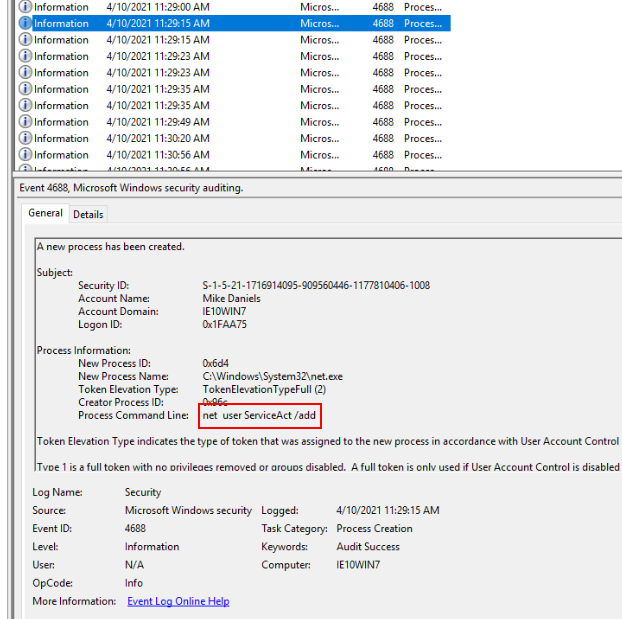 Information 4/10/2021 11:29:00 AM Micros... 4688 Proces...
Information 4/10/2021 11:29:15 AM Micros... 4688 Proces...
Information 4/10/2021 11:29:15 AM Micros... 4688 Proces...
Information 4/10/2021 11:29:23 AM Micros... 4688 Proces...
Information 4/10/2021 11:29:23 AM Micros... 4688 Proces...
Information 4/10/2021 11:29:35 AM Micros... 4688 Proces...
Information 4/10/2021 11:29:35 AM Micros... 4688 Proces...
Information 4/10/2021 11:29:49 AM Micros... 4688 Proces...
Information 4/10/2021 11:30:20 AM Micros... 4688 Proces...
Information 4/10/2021 11:30:56 AM Micros... 4688 Proces...
Information 4/10/2021 11:30:56 AM Micros... 4688 Proces...
Event 4688, Microsoft Windows security auditing.
General Details
A new process has been created.
Subject:
Security ID: S-1-5-21-1716914095-909560446-1177810406-1008
Account Name: Mike Daniels
Account Domain: IE10WIN7
Logon ID: 0x1FAA75
Process Information:
New Process ID: 0x6d4
New Process Name: C:\Windows\System32\net.exe
Token Elevation Type: TokenElevationTypeFull (2)
Creator Process ID: 0x96c
Process Command Line: net  user ServiceAct /add
Token Elevation Type indicates the type of token that was assigned to the new process in accordance with User Account Control
Type 1 is a full token with no privileges removed or groups disabled.  A full token is only used if User Account Control is disabled
Log Name: Security
Source: Microsoft Windows security Logged: 4/10/2021 11:29:15 AM
Event ID: 4688 Task Category: Process Creation
Level: Information Keywords: Audit Success
User: N/A Computer: IE10WIN7
OpCode: Info
More Information: Event Log Online Help